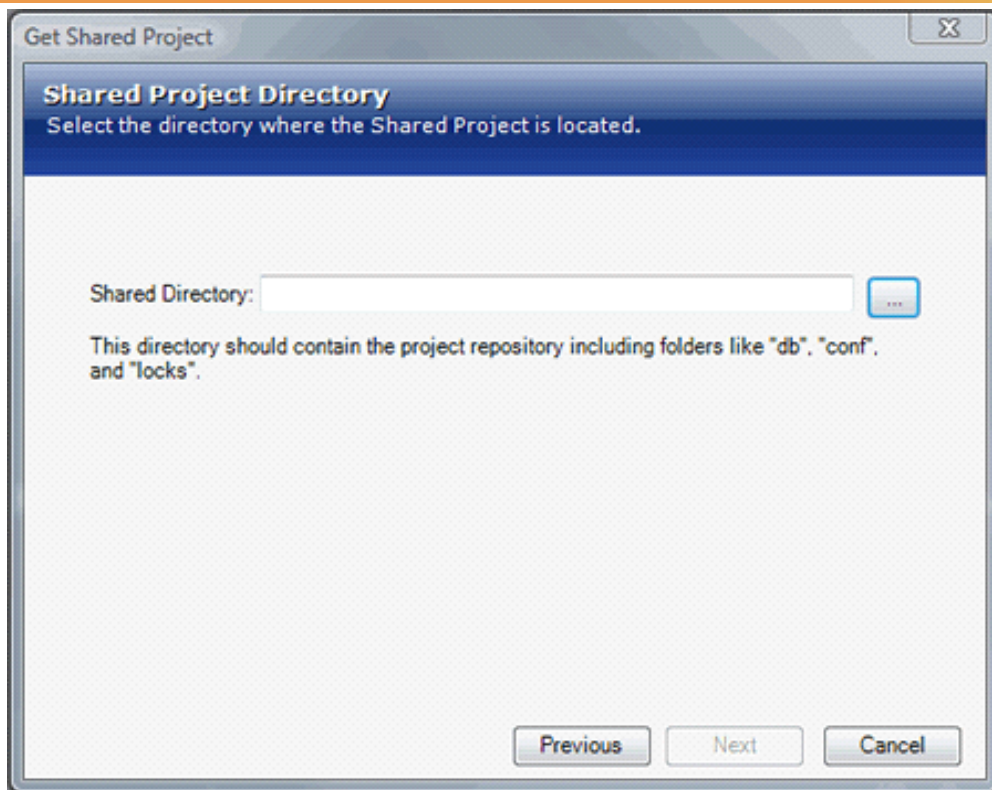 Get Shared Project
Shared Project Directory
Select the directory where the Shared Project is located.
Shared Directory:
...
This directory should contain the project repository including folders like "db", "conf",
and "locks".
Previous
Next
Cancel